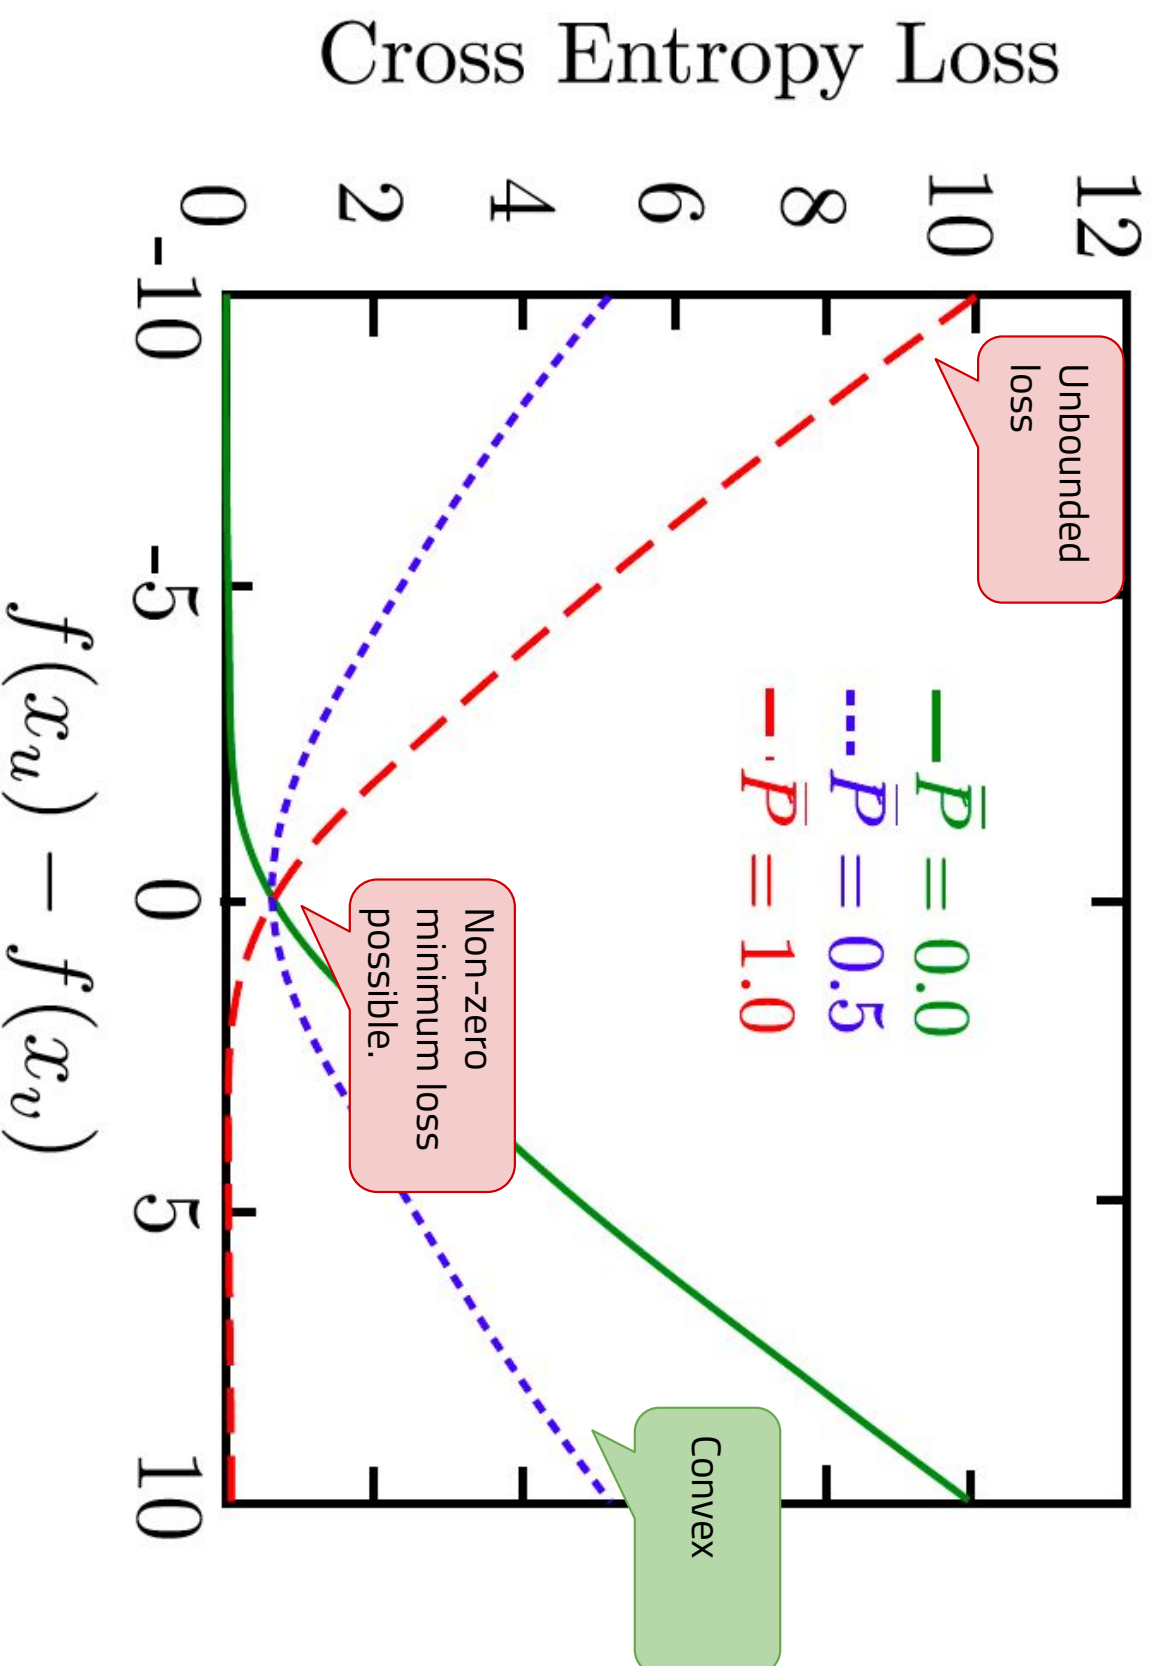 Cross Entropy Loss
12
10
8
6
4
2
0
-10
-5
0
5
10
f(x_u) − f(x_v)
P̄ = 0.0
P̄ = 0.5
P̄ = 1.0
Unbounded
loss
Non-zero
minimum loss
possible.
Convex